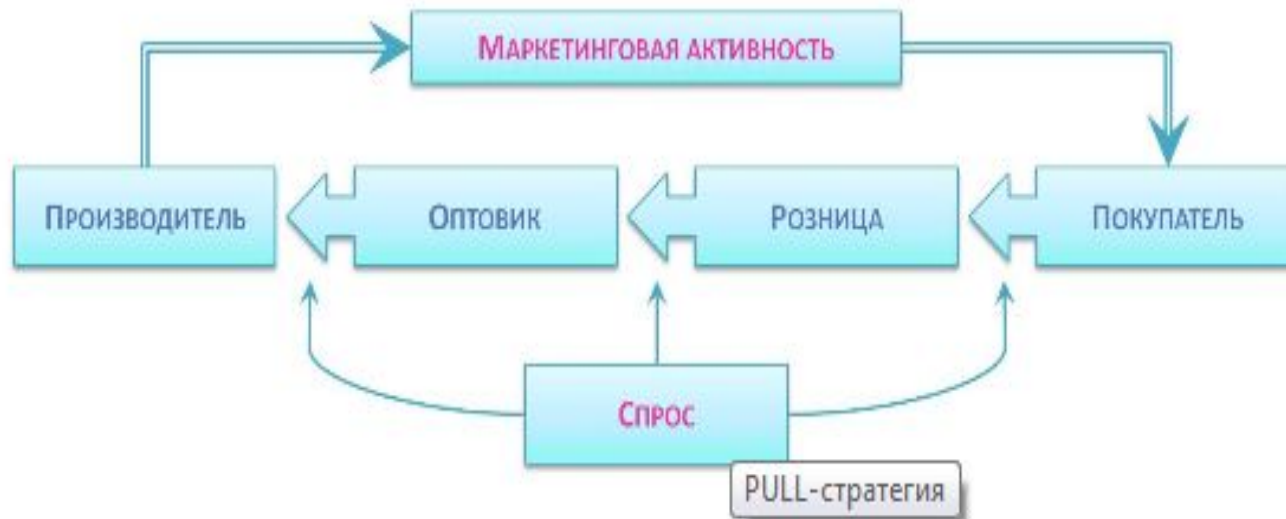 Маркетинговая активность
Производитель
Оптовик
Розница
Покупатель
Спрос
PULL-стратегия